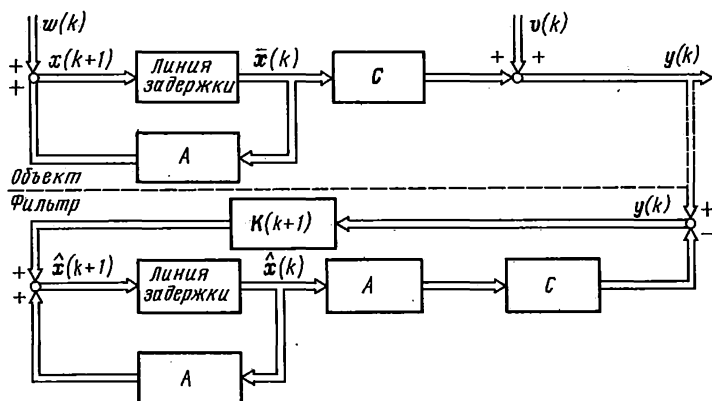 w(k)
v(k)
+
+
x(k+1)
Линия
задержки
x̄(k)
C
+
+
y(k)
A
Объект
Фильтр
K(k+1)
y(k)
+
−
+
+
x̂(k+1)
Линия
задержки
x̂(k)
A
C
A